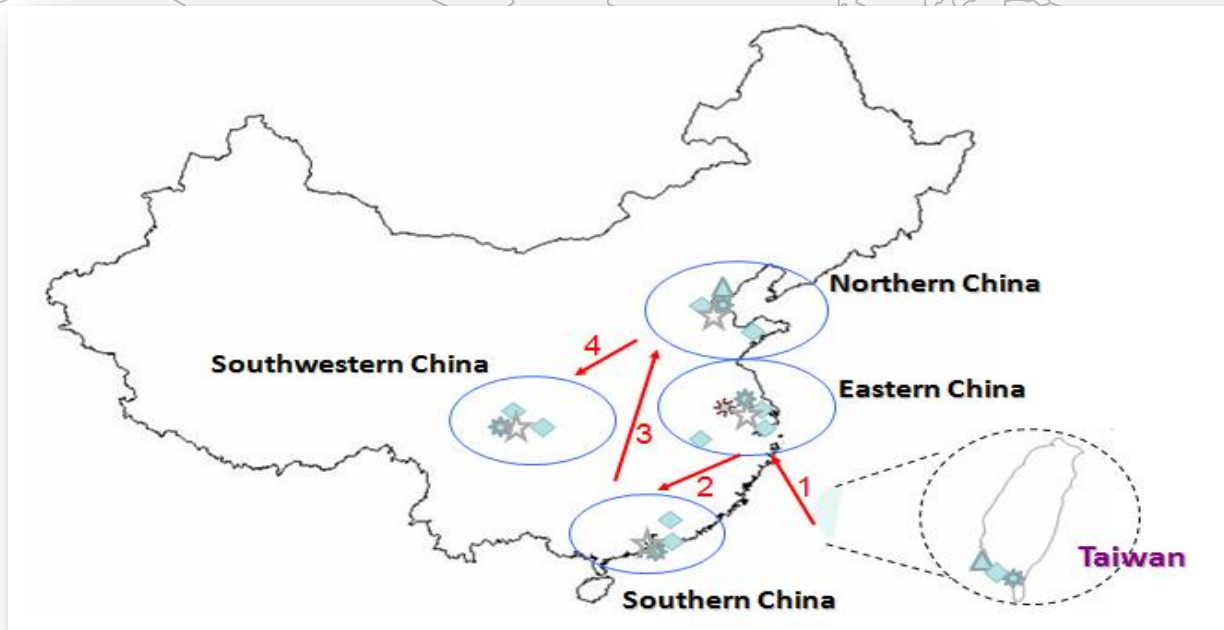 Northern China
4
Southwestern China
Eastern China
3
2
1
Taiwan
Southern China